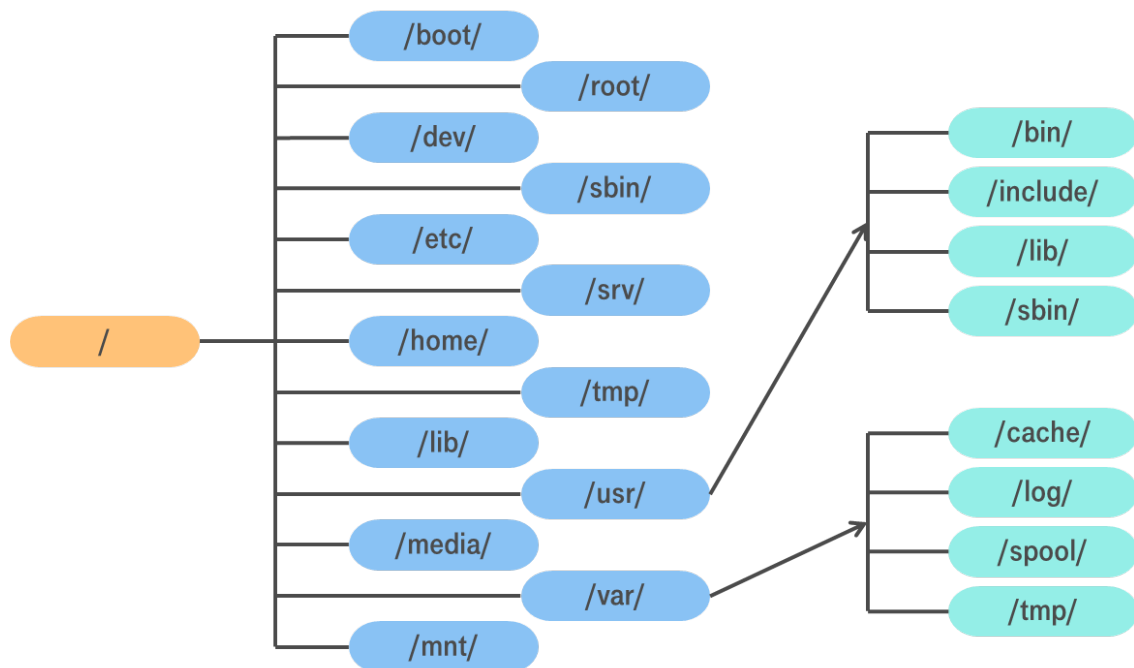 /
/boot/
/root/
/dev/
/sbin/
/etc/
/srv/
/home/
/tmp/
/lib/
/usr/
/media/
/var/
/mnt/
/bin/
/include/
/lib/
/sbin/
/cache/
/log/
/spool/
/tmp/